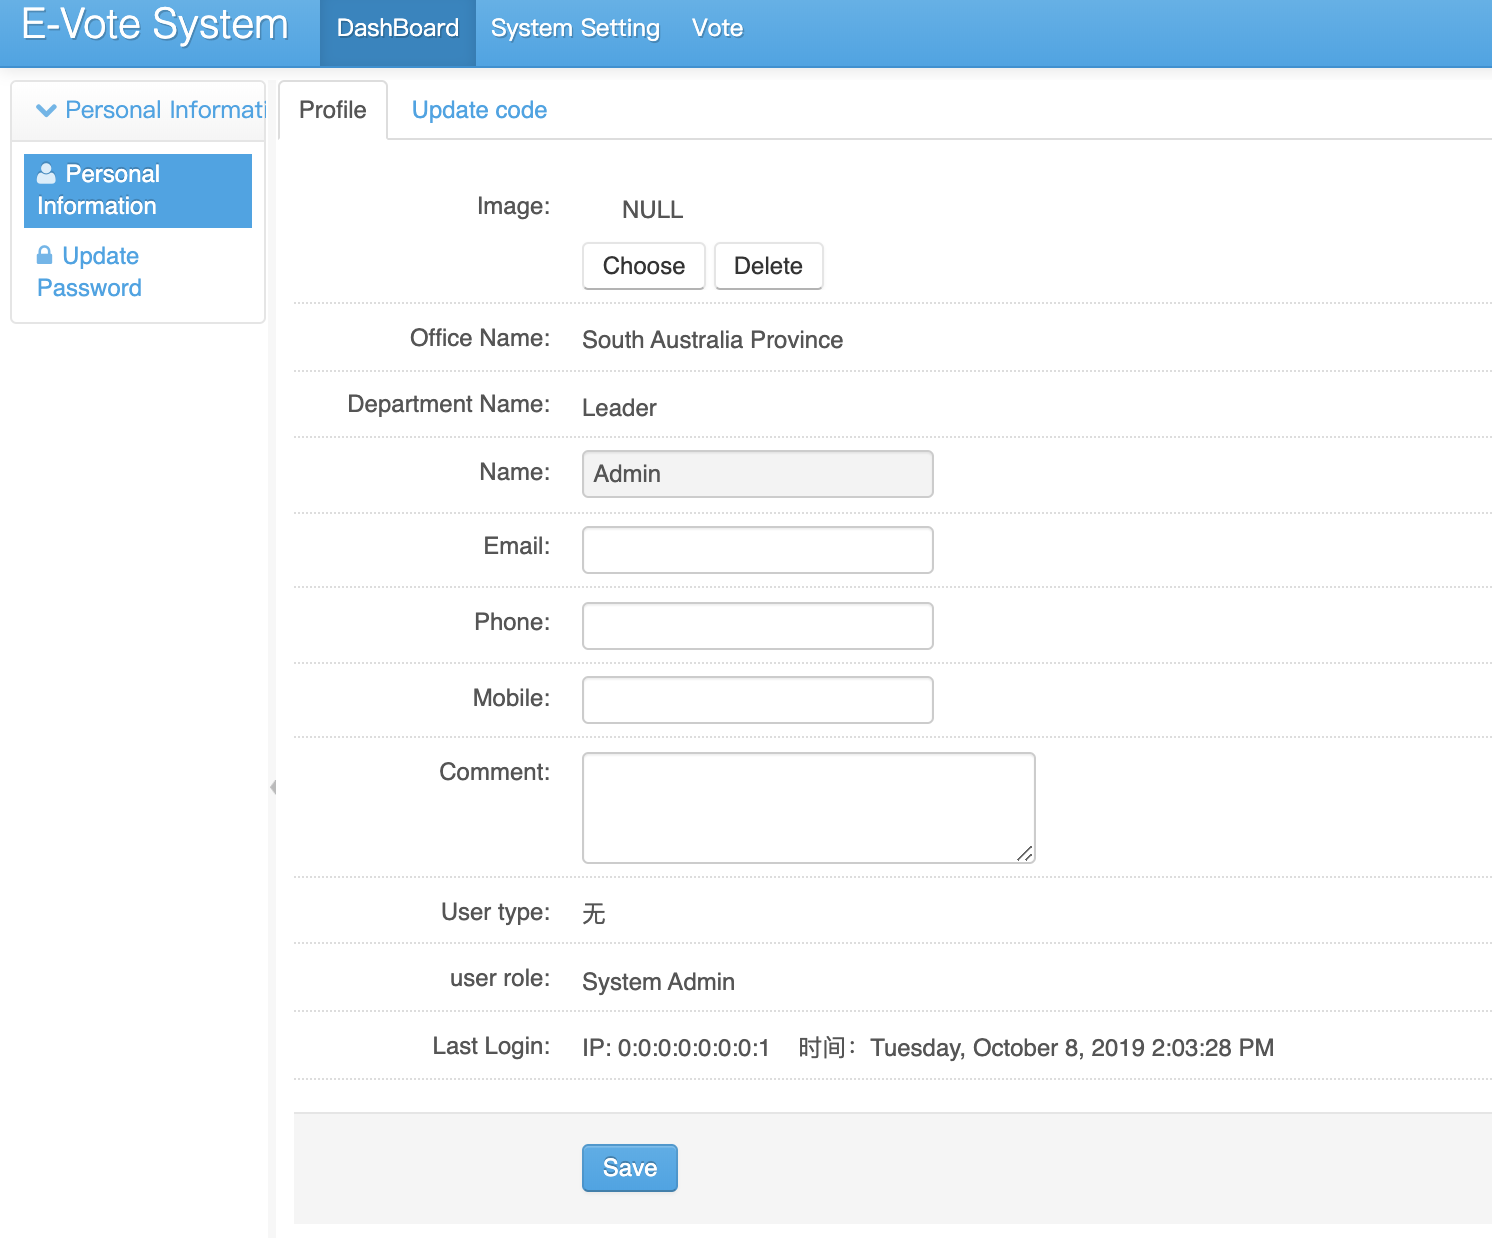 E-Vote System DashBoard System Setting Vote
Personal Informati
Personal
Information
Update
Password
Profile Update code
Image: NULL
Choose Delete
Office Name: South Australia Province
Department Name: Leader
Name: Admin
Email:
Phone:
Mobile:
Comment:
User type: 无
user role: System Admin
Last Login: IP: 0:0:0:0:0:0:0:1 时间：Tuesday, October 8, 2019 2:03:28 PM
Save